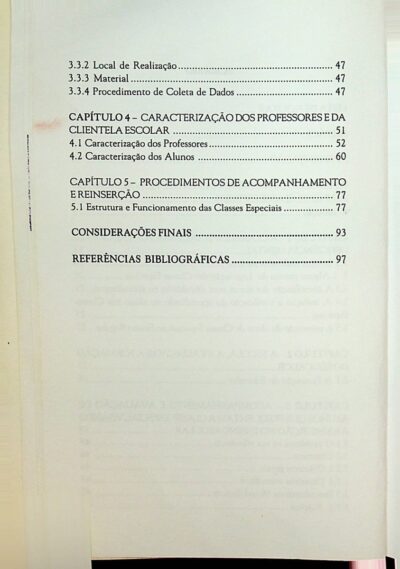 3.3.2 Local de Realização........................................ 47
3.3.3 Material..................................................... 47
3.3.4 Procedimento de Coleta de Dados........................ 47
CAPÍTULO 4 – CARACTERIZAÇÃO DOS PROFESSORES E DA
CLIENTELA ESCOLAR............................................. 51
4.1 Caracterização dos Professores............................. 52
4.2 Caracterização dos Alunos.................................. 60
CAPÍTULO 5 – PROCEDIMENTOS DE ACOMPANHAMENTO
E REINSERÇÃO.................................................... 77
5.1 Estrutura e Funcionamento das Classes Especiais............ 77
CONSIDERAÇÕES FINAIS ......................................... 93
REFERÊNCIAS BIBLIOGRÁFICAS................................ 97